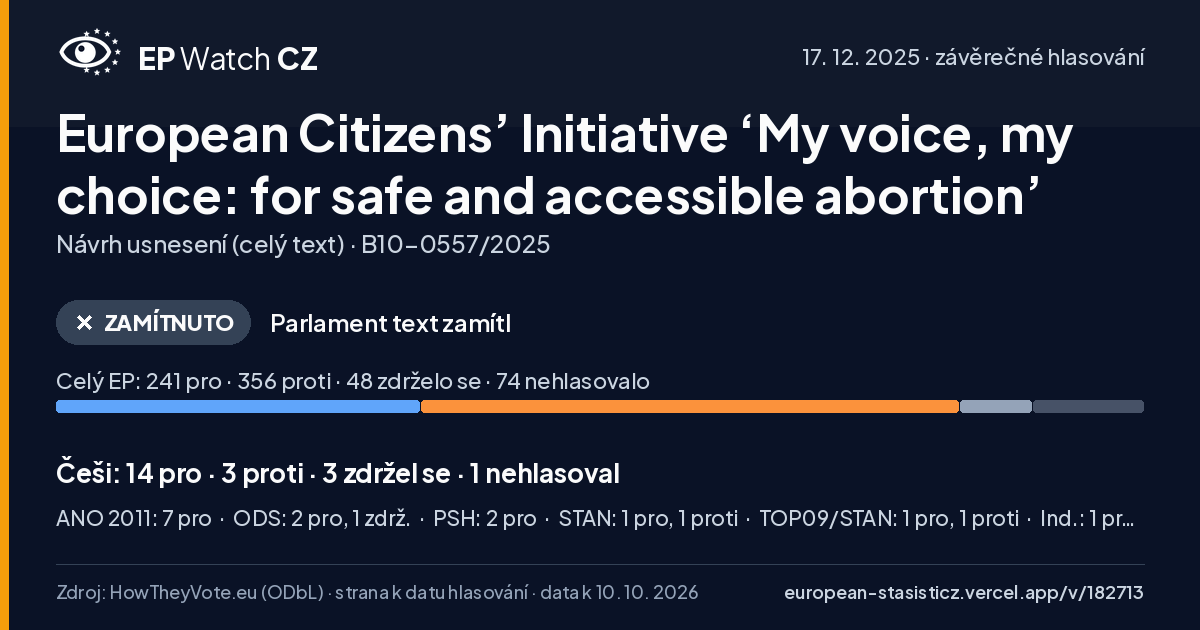 EP Watch CZ
17. 12. 2025 · závěrečné hlasování
European Citizens’ Initiative ‘My voice, my
choice: for safe and accessible abortion’
Návrh usnesení (celý text) · B10–0557/2025
✕ ZAMÍTNUTO Parlament text zamítl
Celý EP: 241 pro · 356 proti · 48 zdrželo se · 74 nehlasovalo
Češi: 14 pro · 3 proti · 3 zdržel se · 1 nehlasoval
ANO 2011: 7 pro · ODS: 2 pro, 1 zdrž. · PSH: 2 pro · STAN: 1 pro, 1 proti · TOP09/STAN: 1 pro, 1 proti · Ind.: 1 pr…
Zdroj: HowTheyVote.eu (ODbL) · strana k datu hlasování · data k 10. 10. 2026
european-stasisticz.vercel.app/v/182713